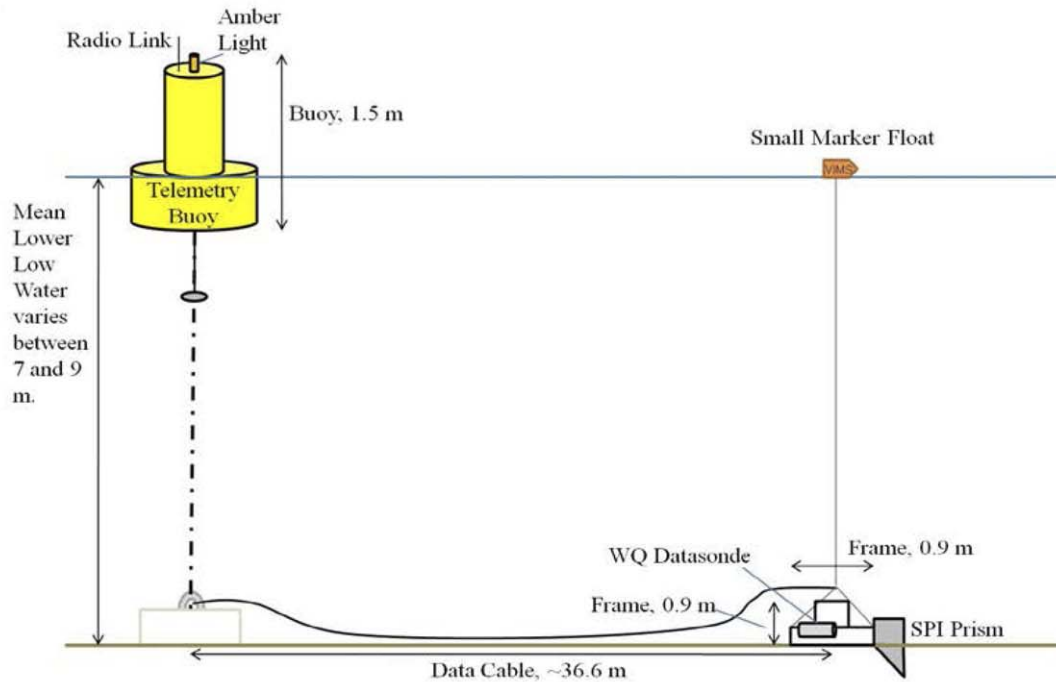 Radio Link
Amber
Light
Buoy, 1.5 m
Small Marker Float
VIMS
Telemetry
Buoy
Mean
Lower
Low
Water
varies
between
7 and 9
m.
WQ Datasonde
Frame, 0.9 m
Frame, 0.9 m
SPI Prism
Data Cable, ~36.6 m